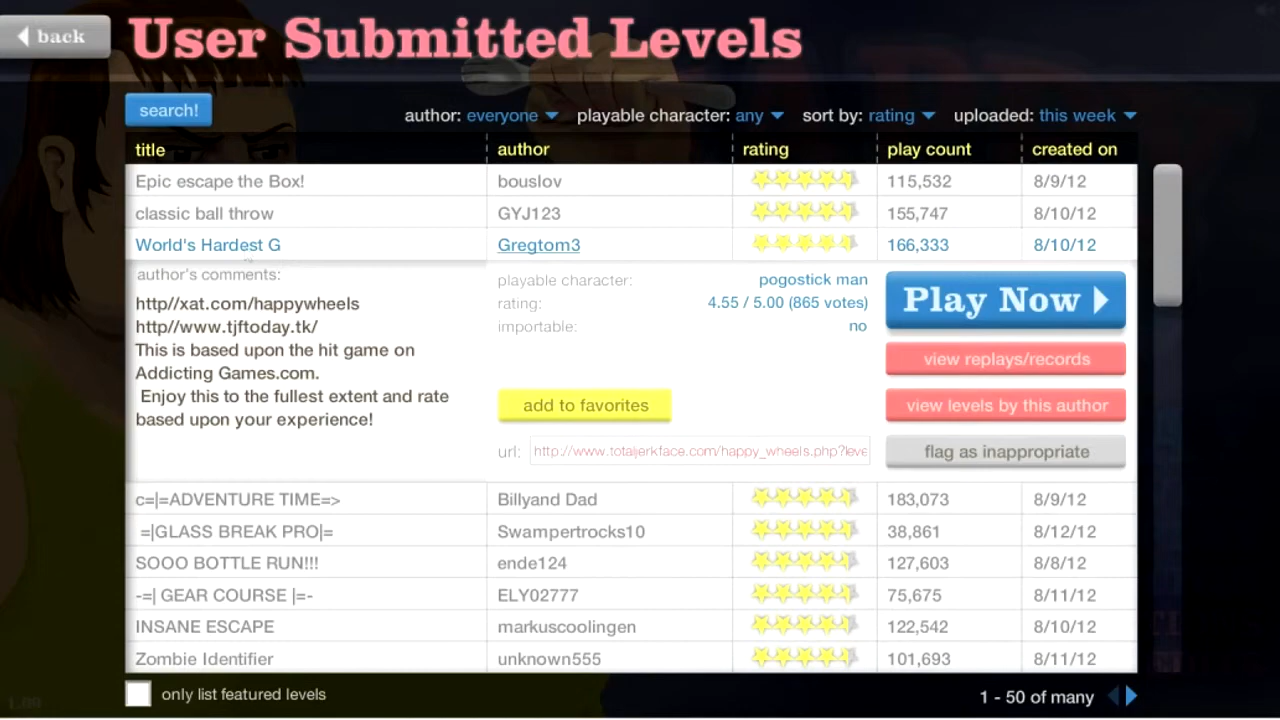 back
User Submitted Levels
search!
author: everyone playable character: any sort by: rating uploaded: this week
title author rating play count created on
Epic escape the Box! bouslov 115,532 8/9/12
classic ball throw GYJ123 155,747 8/10/12
World's Hardest G Gregtom3 166,333 8/10/12
author's comments:
http//xat.com/happywheels
http//www.tjftoday.tk/
This is based upon the hit game on
Addicting Games.com.
Enjoy this to the fullest extent and rate
based upon your experience!
playable character: pogostick man
rating: 4.55 / 5.00 (865 votes)
importable: no
add to favorites
url: http://www.totaljerkface.com/happy_wheels.php?leve
Play Now
view replays/records
view levels by this author
flag as inappropriate
c=|=ADVENTURE TIME=> Billyand Dad 183,073 8/9/12
=|GLASS BREAK PRO|= Swampertrocks10 38,861 8/12/12
SOOO BOTTLE RUN!!! ende124 127,603 8/8/12
-=| GEAR COURSE |=- ELY02777 75,675 8/11/12
INSANE ESCAPE markuscoolingen 122,542 8/10/12
Zombie Identifier unknown555 101,693 8/11/12
only list featured levels
1 - 50 of many
1.09